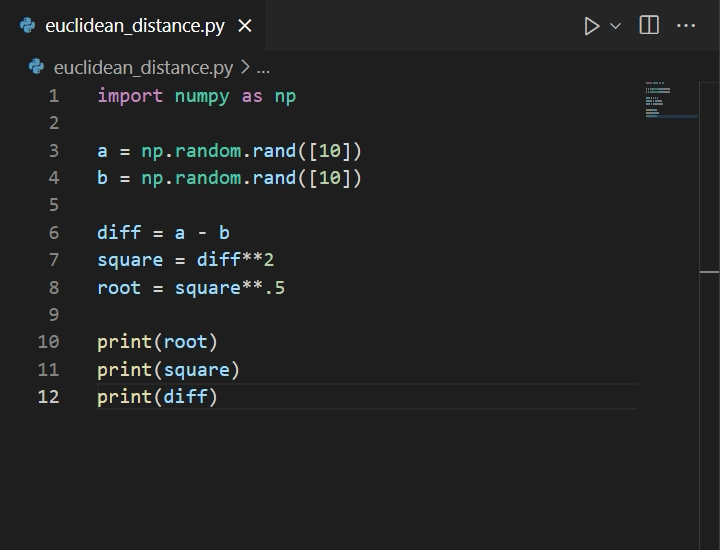 euclidean_distance.py ×
euclidean_distance.py > ...
1 import numpy as np
2
3 a = np.random.rand([10])
4 b = np.random.rand([10])
5
6 diff = a - b
7 square = diff**2
8 root = square**.5
9
10 print(root)
11 print(square)
12 print(diff)